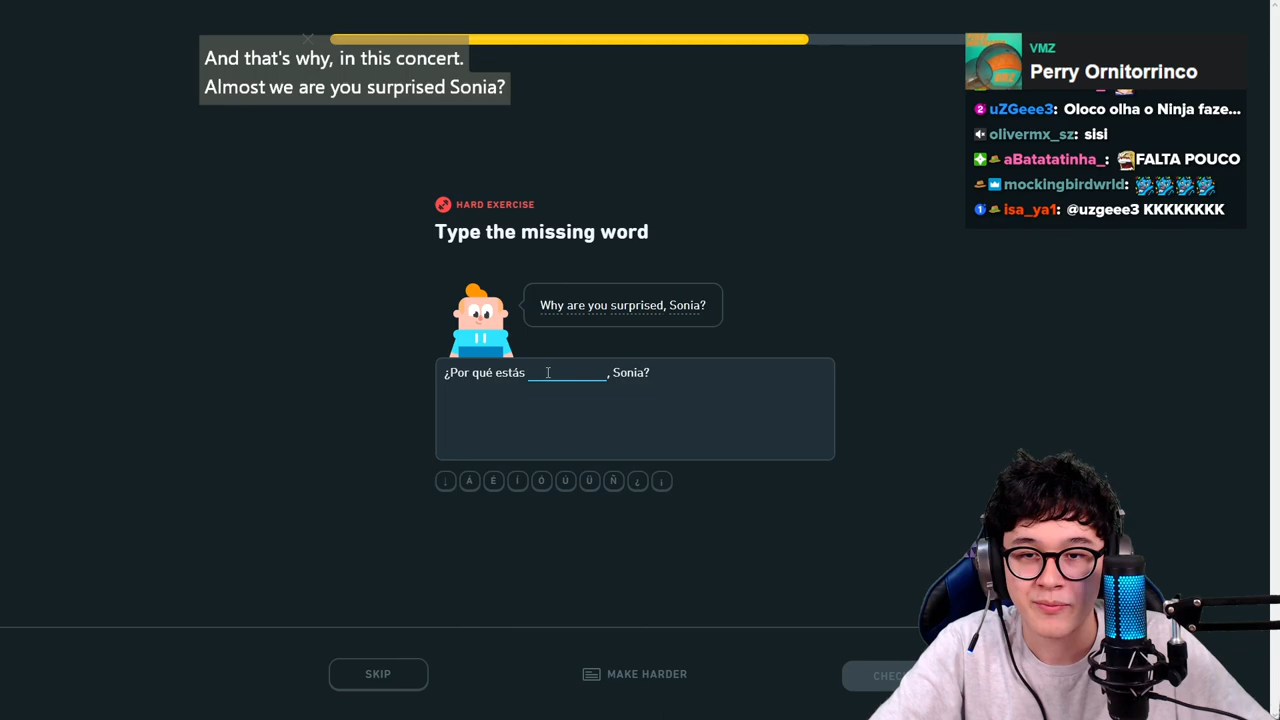 And that's why, in this concert.
Almost we are you surprised Sonia?
VMZ
Perry Ornitorrinco
uZGeee3: Oloco olha o Ninja faze...
olivermx_sz: sisi
aBatatatinha_: FALTA POUCO
mockingbirdwrld:
isa_ya1: @uzgeee3 KKKKKKKK
HARD EXERCISE
Type the missing word
Why are you surprised, Sonia?
¿Por qué estás __________, Sonia?
↓ Á É Í Ó Ú Ü Ñ ¿ ¡
SKIP
MAKE HARDER